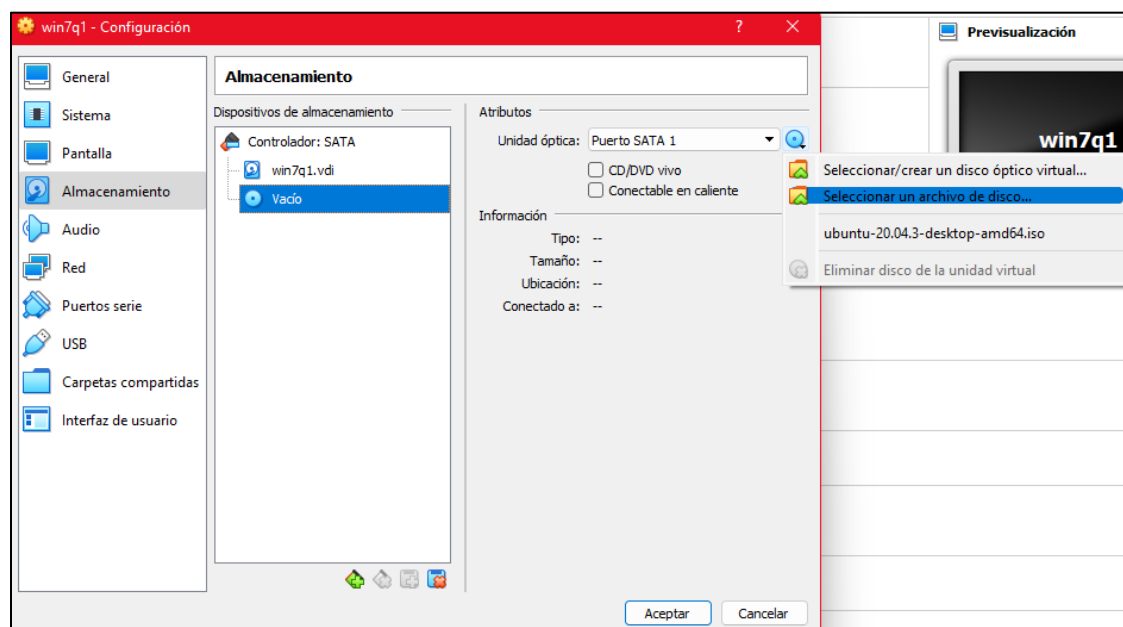 win7q1 - Configuración
?
Previsualización
win7q1
General
Sistema
Pantalla
Almacenamiento
Audio
Red
Puertos serie
USB
Carpetas compartidas
Interfaz de usuario
Almacenamiento
Dispositivos de almacenamiento
Controlador: SATA
win7q1.vdi
Vacío
Atributos
Unidad óptica: Puerto SATA 1
CD/DVD vivo
Conectable en caliente
Información
Tipo: --
Tamaño: --
Ubicación: --
Conectado a: --
Seleccionar/crear un disco óptico virtual...
Seleccionar un archivo de disco...
ubuntu-20.04.3-desktop-amd64.iso
Eliminar disco de la unidad virtual
Aceptar
Cancelar